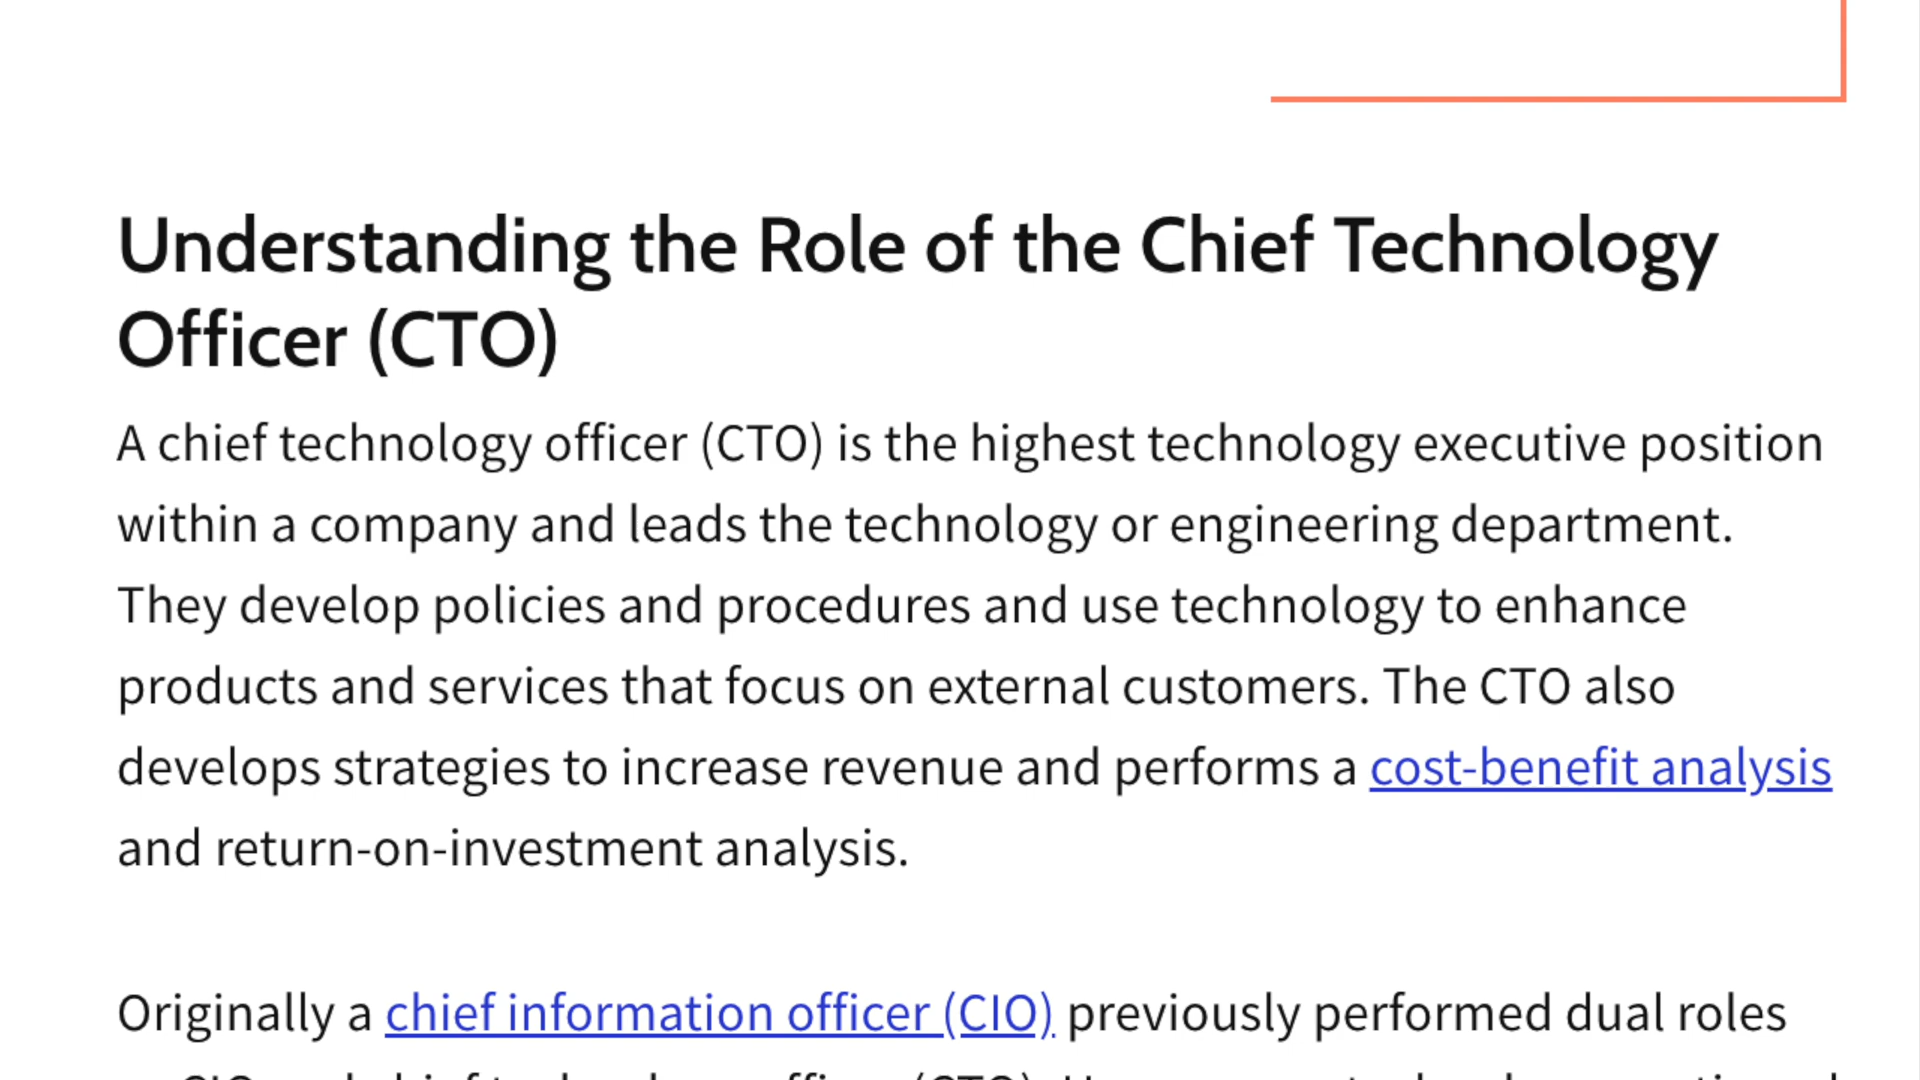 Understanding the Role of the Chief Technology
Officer (CTO)
A chief technology officer (CTO) is the highest technology executive position
within a company and leads the technology or engineering department.
They develop policies and procedures and use technology to enhance
products and services that focus on external customers. The CTO also
develops strategies to increase revenue and performs a cost-benefit analysis
and return-on-investment analysis.
Originally a chief information officer (CIO) previously performed dual roles